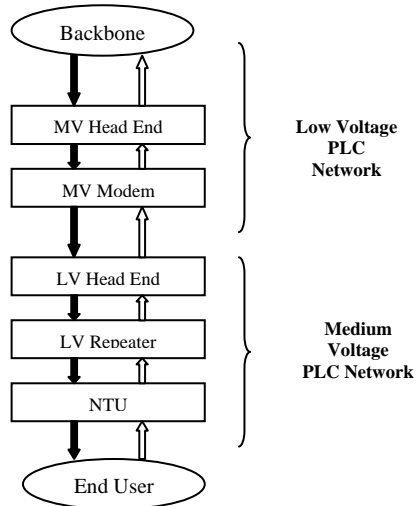 Backbone
MV Head End
MV Modem
LV Head End
LV Repeater
NTU
End User
Low Voltage
PLC
Network
Medium
Voltage
PLC Network